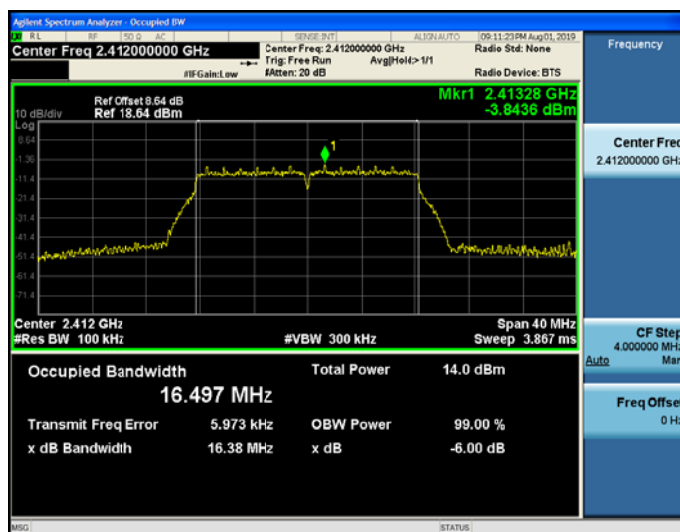 Agilent Spectrum Analyzer - Occupied BW
RL RF 50 Ω AC SENSE:INT ALIGN AUTO 09:11:23 PM Aug 01, 2019
Center Freq 2.412000000 GHz
Center Freq: 2.412000000 GHz
Radio Std: None
Trig: Free Run Avg|Hold:> 1/1
#IFGain:Low #Atten: 20 dB Radio Device: BTS
Frequency
Ref Offset 8.64 dB
Mkr1 2.41328 GHz
10 dB/div Ref 18.64 dBm
-3.8436 dBm
Log
8.64
-1.36
-11.4
-21.4
-31.4
-41.4
-51.4
-61.4
-71.4
1
Center Freq
2.412000000 GHz
Center 2.412 GHz Span 40 MHz
#Res BW 100 kHz #VBW 300 kHz Sweep 3.867 ms
CF Step
4.000000 MHz
Auto Man
Occupied Bandwidth Total Power 14.0 dBm
16.497 MHz
Transmit Freq Error 5.973 kHz OBW Power 99.00 %
x dB Bandwidth 16.38 MHz x dB -6.00 dB
Freq Offset
0 Hz
MSG STATUS